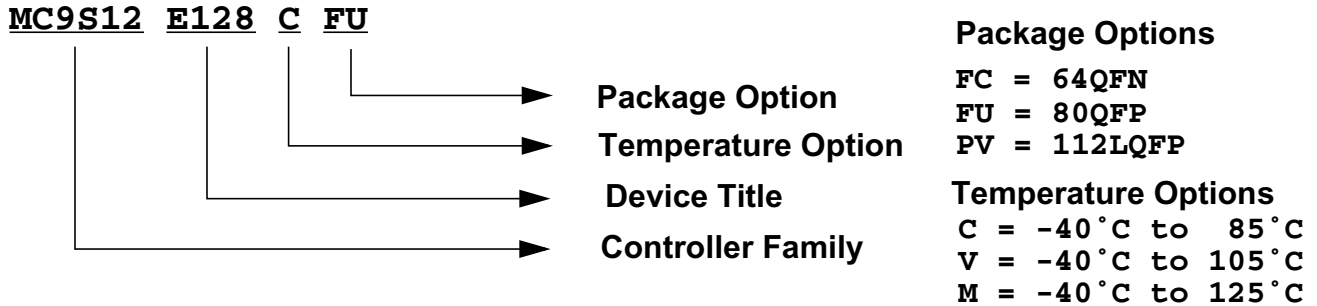 MC9S12 E128 C FU
Package Option
Temperature Option
Device Title
Controller Family
Package Options
FC = 64QFN
FU = 80QFP
PV = 112LQFP
Temperature Options
C = -40˚C to 85˚C
V = -40˚C to 105˚C
M = -40˚C to 125˚C